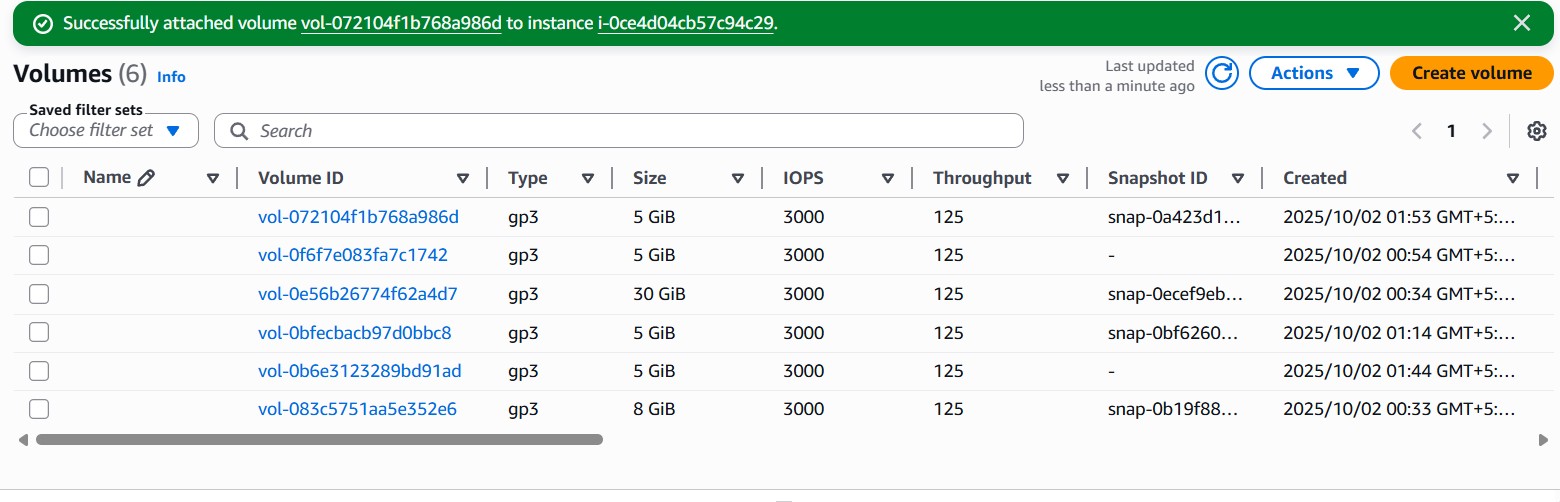 Successfully attached volume vol-072104f1b768a986d to instance i-0ce4d04cb57c94c29.
Volumes (6) Info
Last updated
less than a minute ago
Actions
Create volume
Saved filter sets
Choose filter set
Search
1
Name Volume ID Type Size IOPS Throughput Snapshot ID Created
vol-072104f1b768a986d gp3 5 GiB 3000 125 snap-0a423d1... 2025/10/02 01:53 GMT+5:...
vol-0f6f7e083fa7c1742 gp3 5 GiB 3000 125 - 2025/10/02 00:54 GMT+5:...
vol-0e56b26774f62a4d7 gp3 30 GiB 3000 125 snap-0ecef9eb... 2025/10/02 00:34 GMT+5:...
vol-0bfecbacb97d0bbc8 gp3 5 GiB 3000 125 snap-0bf6260... 2025/10/02 01:14 GMT+5:...
vol-0b6e3123289bd91ad gp3 5 GiB 3000 125 - 2025/10/02 01:44 GMT+5:...
vol-083c5751aa5e352e6 gp3 8 GiB 3000 125 snap-0b19f88... 2025/10/02 00:33 GMT+5:...